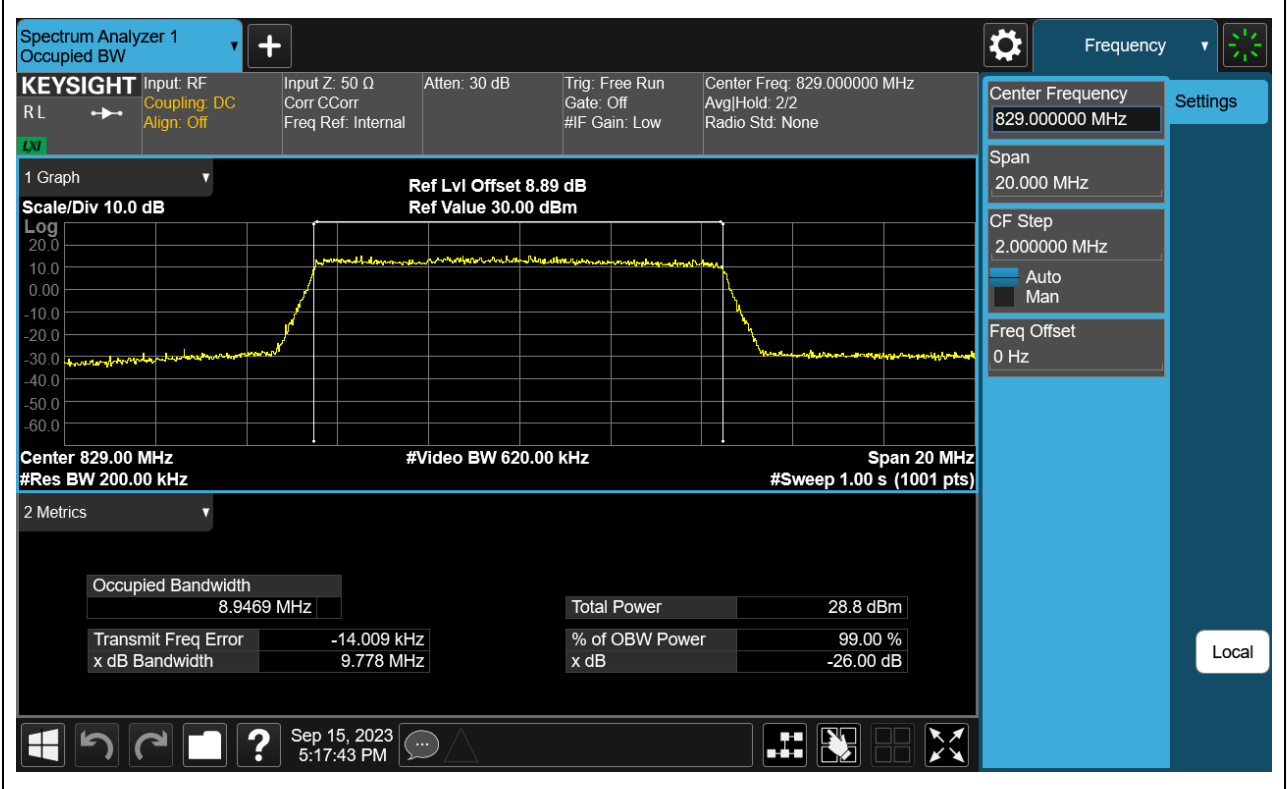 Spectrum Analyzer 1
Occupied BW
Frequency
KEYSIGHT
R L
LXI
Input: RF
Coupling: DC
Align: Off
Input Z: 50 Ω
Corr CCorr
Freq Ref: Internal
Atten: 30 dB
Trig: Free Run
Gate: Off
#IF Gain: Low
Center Freq: 829.000000 MHz
Avg|Hold: 2/2
Radio Std: None
Center Frequency
829.000000 MHz
Settings
Span
20.000 MHz
CF Step
2.000000 MHz
Auto
Man
Freq Offset
0 Hz
Local
1 Graph
Scale/Div 10.0 dB
Ref Lvl Offset 8.89 dB
Ref Value 30.00 dBm
Log
20.0
10.0
0.00
-10.0
-20.0
-30.0
-40.0
-50.0
-60.0
Center 829.00 MHz
#Video BW 620.00 kHz
Span 20 MHz
#Res BW 200.00 kHz
#Sweep 1.00 s (1001 pts)
2 Metrics
Occupied Bandwidth
8.9469 MHz
Total Power 28.8 dBm
Transmit Freq Error -14.009 kHz
% of OBW Power 99.00 %
x dB Bandwidth 9.778 MHz
x dB -26.00 dB
?
Sep 15, 2023
5:17:43 PM